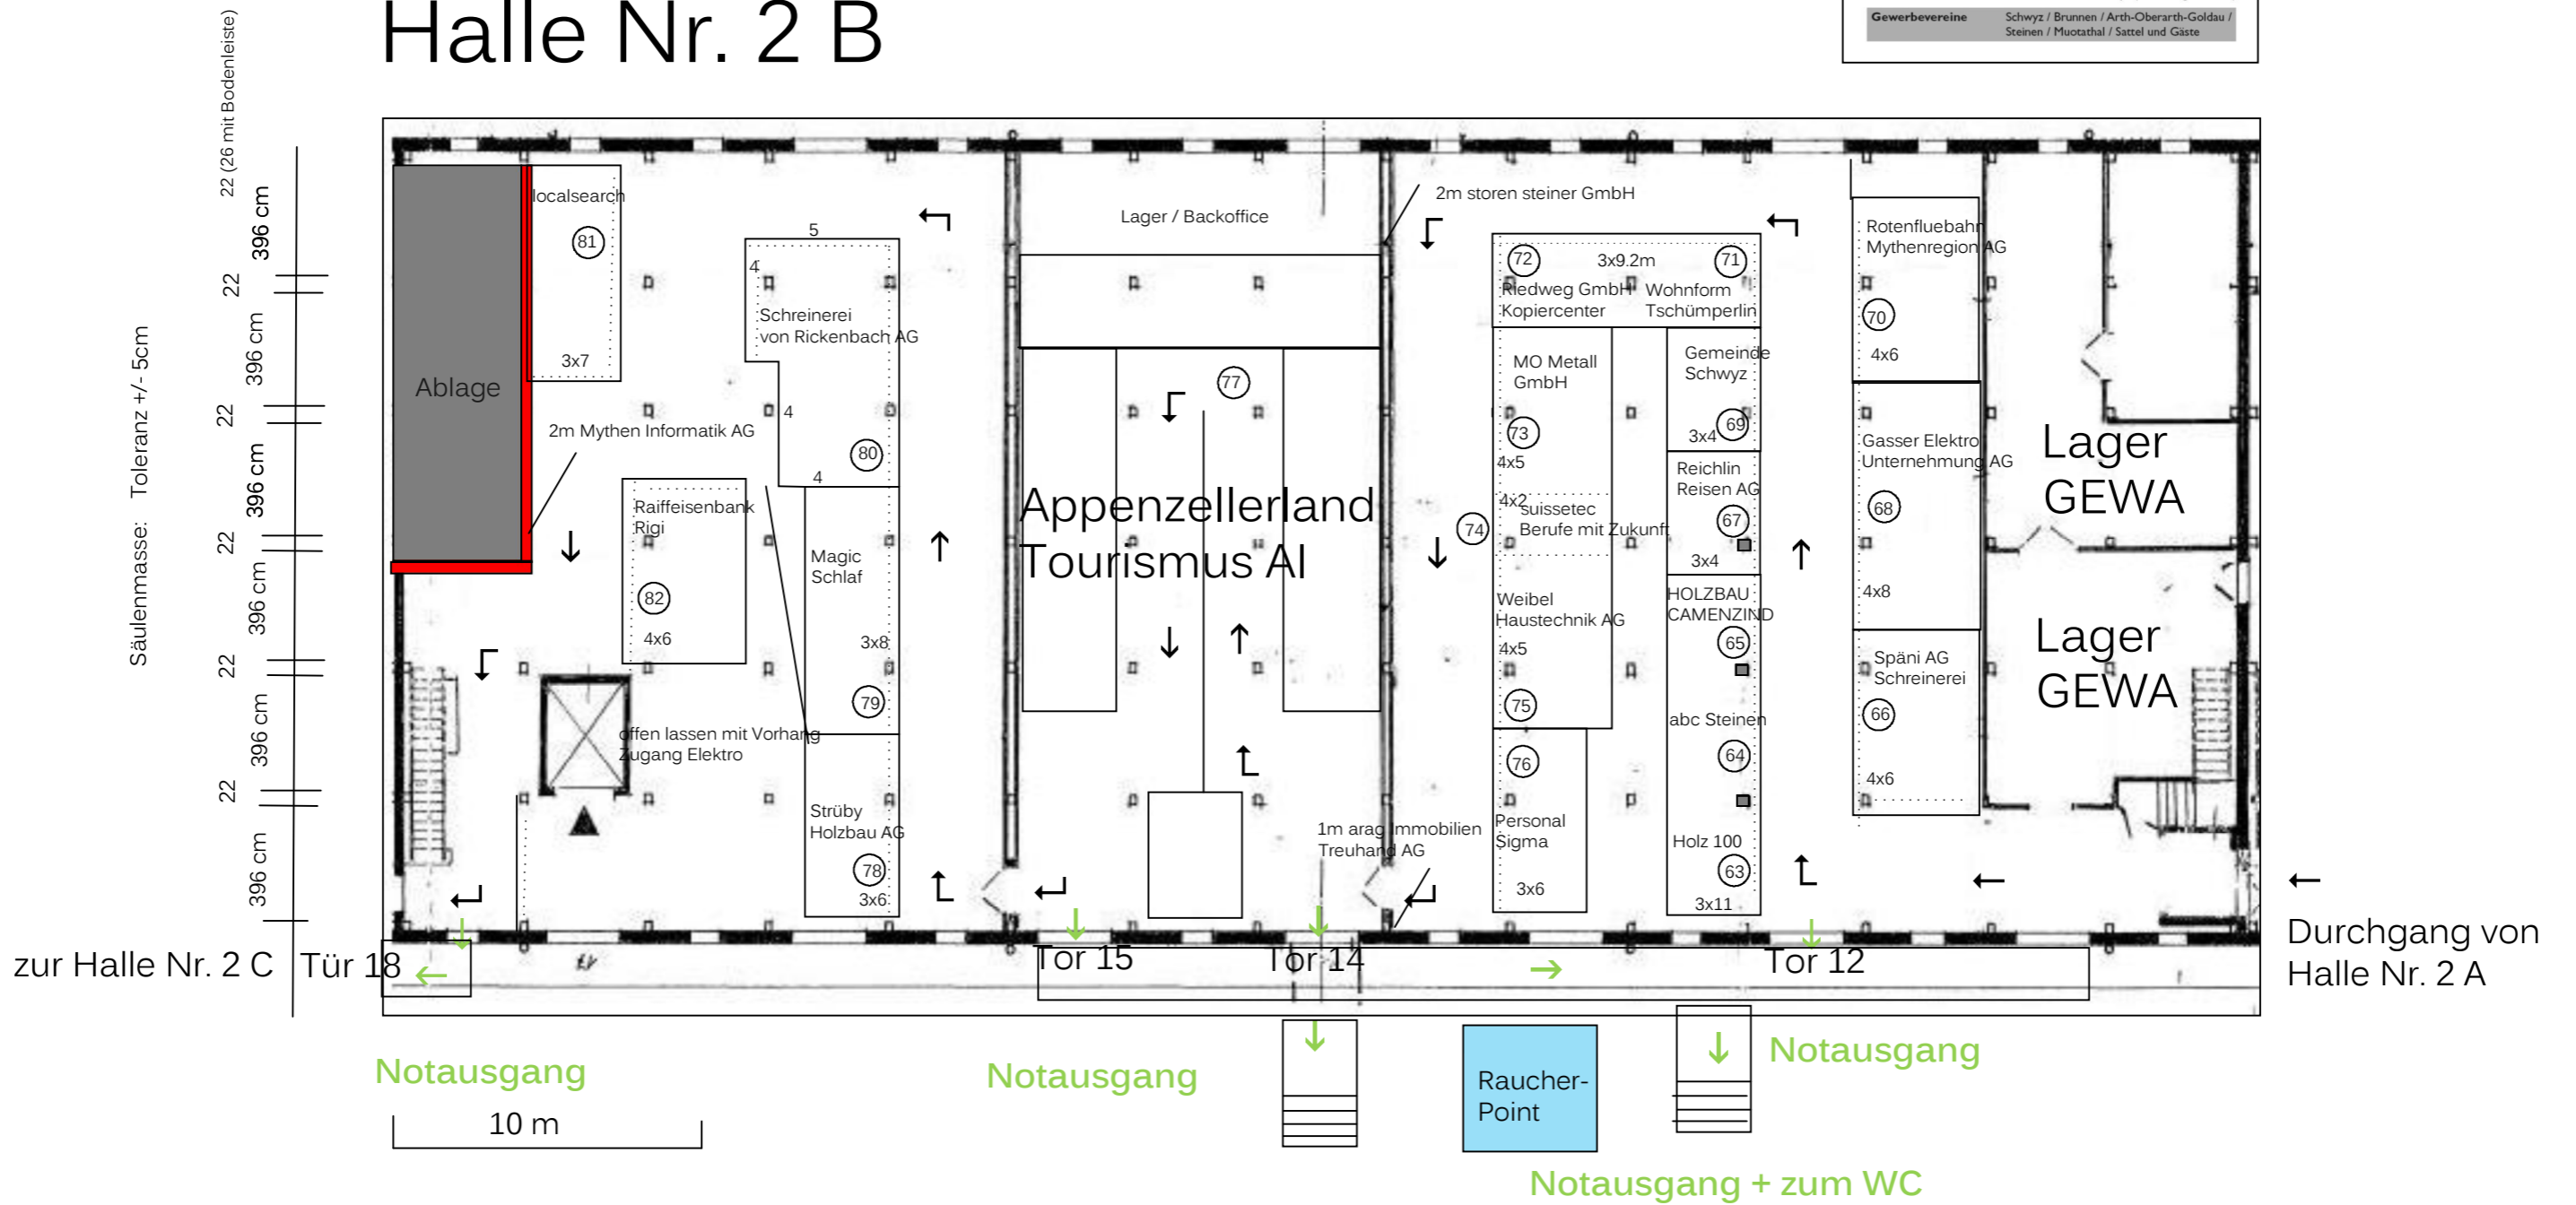 Halle Nr. 2 B
Gewerbevereine
Schwyz / Brunnen / Arth-Oberarth-Goldau /
Steinen / Muotathal / Sattel und Gäste
22 (26 mit Bodenleiste)
396 cm
22
396 cm
22
396 cm
22
396 cm
22
396 cm
22
396 cm
Säulenmasse: Toleranz +/- 5cm
Ablage
localsearch
81
3x7
2m Mythen Informatik AG
5
4
Schreinerei
von Rickenbach AG
4
80
4
Raiffeisenbank
Rigi
82
4x6
Magic
Schlaf
3x8
79
offen lassen mit Vorhang
Zugang Elektro
Strüby
Holzbau AG
78
3x6
Lager / Backoffice
77
Appenzellerland
Tourismus AI
2m storen steiner GmbH
1m arag Immobilien
Treuhand AG
72
3x9.2m
71
Riedweg GmbH
Kopiercenter
Wohnform
Tschümperlin
MO Metall
GmbH
73
4x5
4x2
suissetec
Berufe mit Zukunft
74
Weibel
Haustechnik AG
4x5
75
76
Personal
Sigma
3x6
Gemeinde
Schwyz
69
3x4
Reichlin
Reisen AG
67
3x4
HOLZBAU
CAMENZIND
65
abc Steinen
64
Holz 100
63
3x11
Rotenfluebahn
Mythenregion AG
70
4x6
Gasser Elektro
Unternehmung AG
68
4x8
Späni AG
Schreinerei
66
4x6
Lager
GEWA
Lager
GEWA
zur Halle Nr. 2 C
Tür 18
Tor 15
Tor 14
Tor 12
Durchgang von
Halle Nr. 2 A
Notausgang
Notausgang
Notausgang
10 m
Raucher-
Point
Notausgang + zum WC